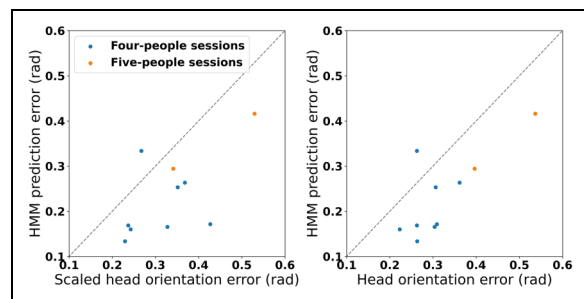 0.6
0.5
0.4
0.3
0.2
0.1
HMM prediction error (rad)
Four-people sessions
Five-people sessions
0.1 0.2 0.3 0.4 0.5 0.6
Scaled head orientation error (rad)
0.6
0.5
0.4
0.3
0.2
0.1
HMM prediction error (rad)
0.1 0.2 0.3 0.4 0.5 0.6
Head orientation error (rad)